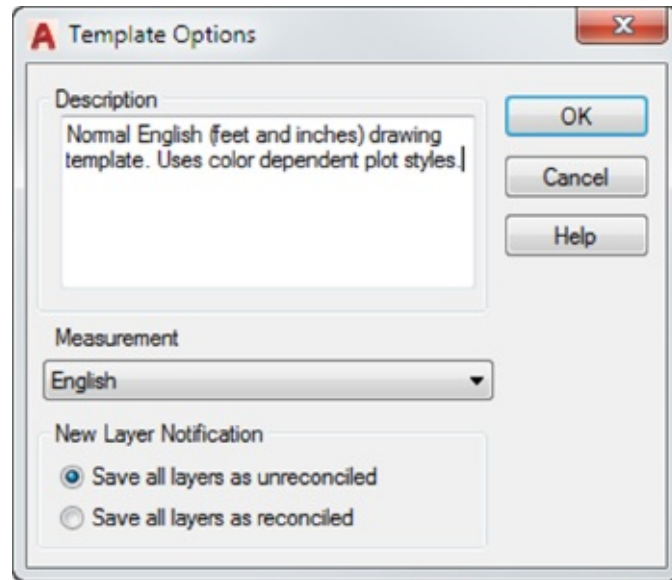 Template Options
Description
Normal English (feet and inches) drawing
template. Uses color dependent plot styles.
OK
Cancel
Help
Measurement
English
New Layer Notification
Save all layers as unreconciled
Save all layers as reconciled